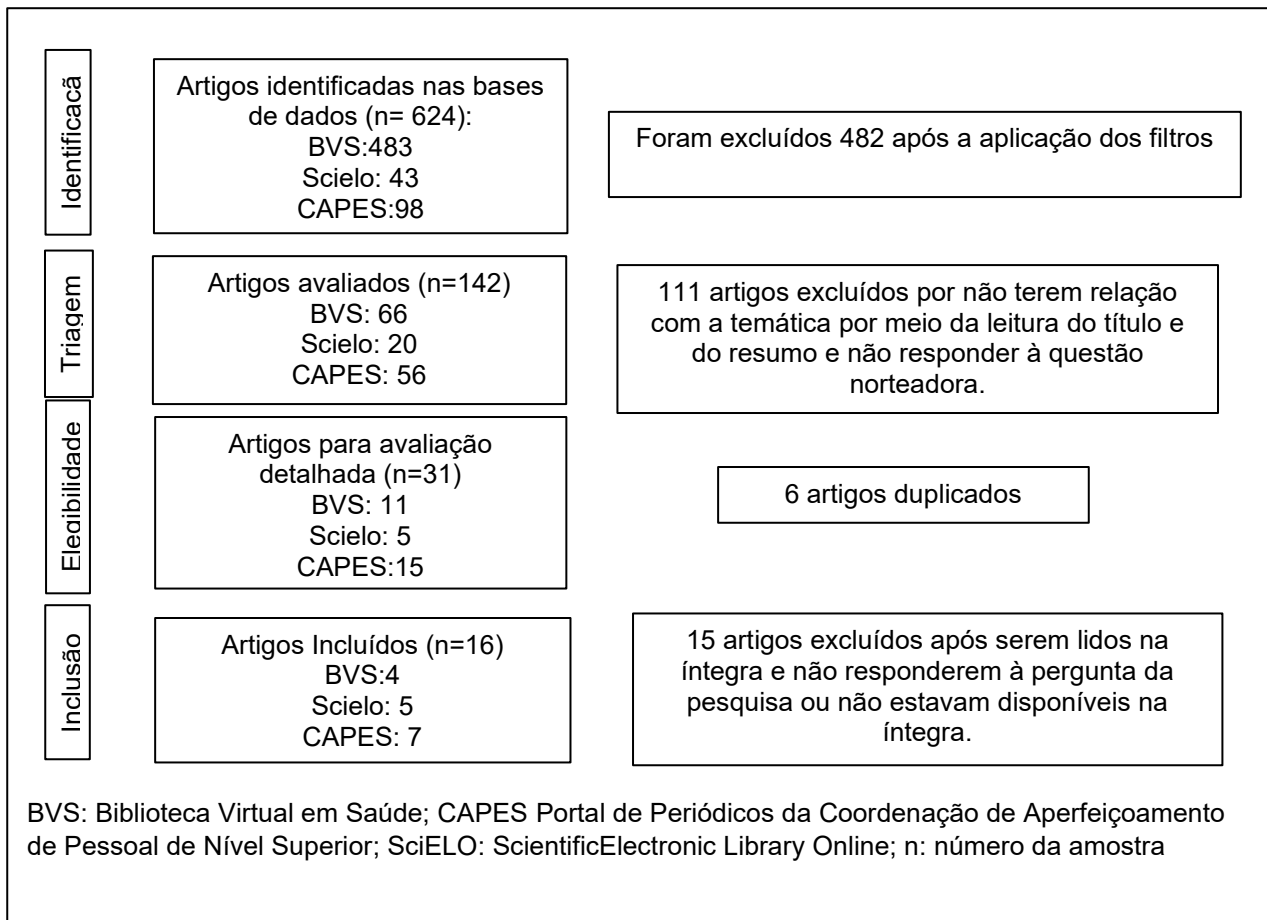 Identificaçã
Artigos identificadas nas bases
de dados (n= 624):
BVS:483
Scielo: 43
CAPES:98
Foram excluídos 482 após a aplicação dos filtros
Triagem
Artigos avaliados (n=142)
BVS: 66
Scielo: 20
CAPES: 56
111 artigos excluídos por não terem relação
com a temática por meio da leitura do título e
do resumo e não responder à questão
norteadora.
Elegibilidade
Artigos para avaliação
detalhada (n=31)
BVS: 11
Scielo: 5
CAPES:15
6 artigos duplicados
Inclusão
Artigos Incluídos (n=16)
BVS:4
Scielo: 5
CAPES: 7
15 artigos excluídos após serem lidos na
íntegra e não responderem à pergunta da
pesquisa ou não estavam disponíveis na
íntegra.
BVS: Biblioteca Virtual em Saúde; CAPES Portal de Periódicos da Coordenação de Aperfeiçoamento
de Pessoal de Nível Superior; SciELO: ScientificElectronic Library Online; n: número da amostra